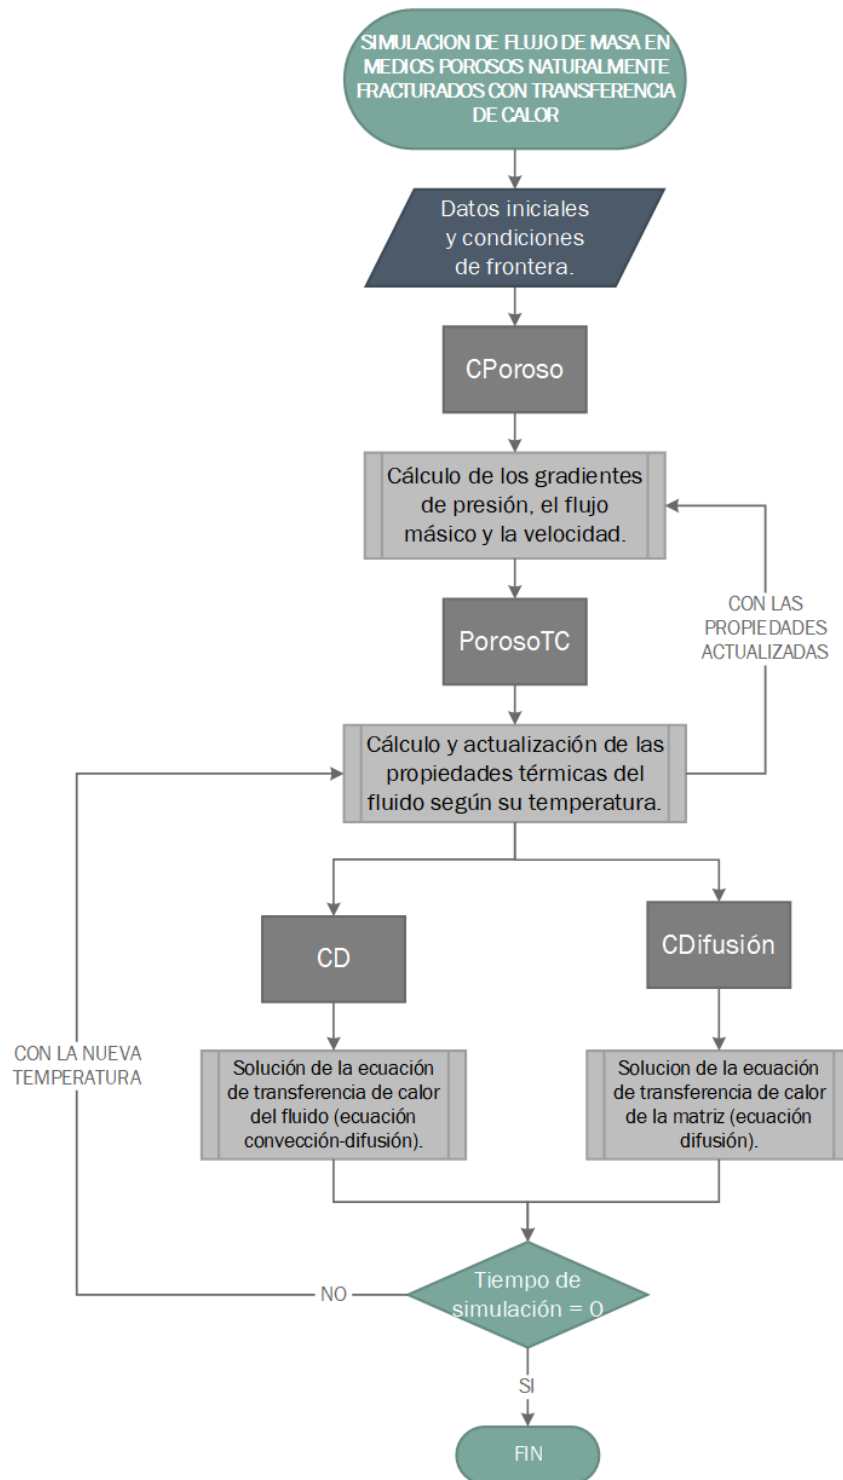 SIMULACION DE FLUJO DE MASA EN
MEDIOS POROSOS NATURALMENTE
FRACTURADOS CON TRANSFERENCIA
DE CALOR
Datos iniciales
y condiciones
de frontera.
CPoroso
Cálculo de los gradientes
de presión, el flujo
másico y la velocidad.
CON LAS
PROPIEDADES
ACTUALIZADAS
PorosoTC
Cálculo y actualización de las
propiedades térmicas del
fluido según su temperatura.
CD
CDifusión
CON LA NUEVA
TEMPERATURA
Solución de la ecuación
de transferencia de calor
del fluido (ecuación
convección-difusión).
Solucion de la ecuación
de transferencia de calor
de la matriz (ecuación
difusión).
Tiempo de
simulación = 0
NO
SI
FIN